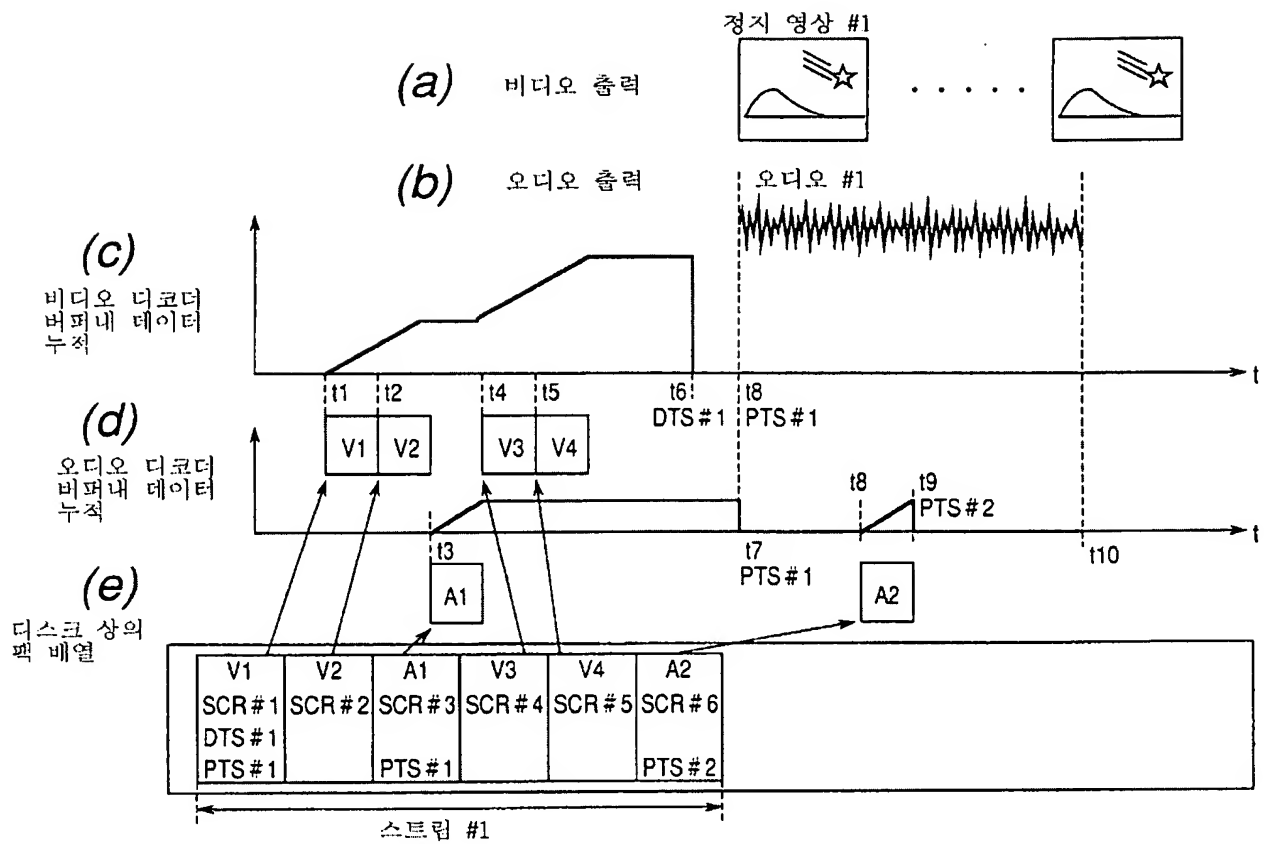 정지 영상 #1
(a) 비디오 출력
(b) 오디오 출력
오디오 #1
(c)
비디오 디코더
버퍼내 데이터
누적
t
t1 t2 t4 t5 t6 t8
DTS#1 PTS#1
(d)
V1 V2 V3 V4
오디오 디코더
버퍼내 데이터
누적
t8 t9
PTS#2
t
t3 t7 t10
PTS#1
(e)
A1 A2
디스크 상의
팩 배열
V1 V2 A1 V3 V4 A2
SCR#1 SCR#2 SCR#3 SCR#4 SCR#5 SCR#6
DTS#1
PTS#1 PTS#1 PTS#2
스트림 #1